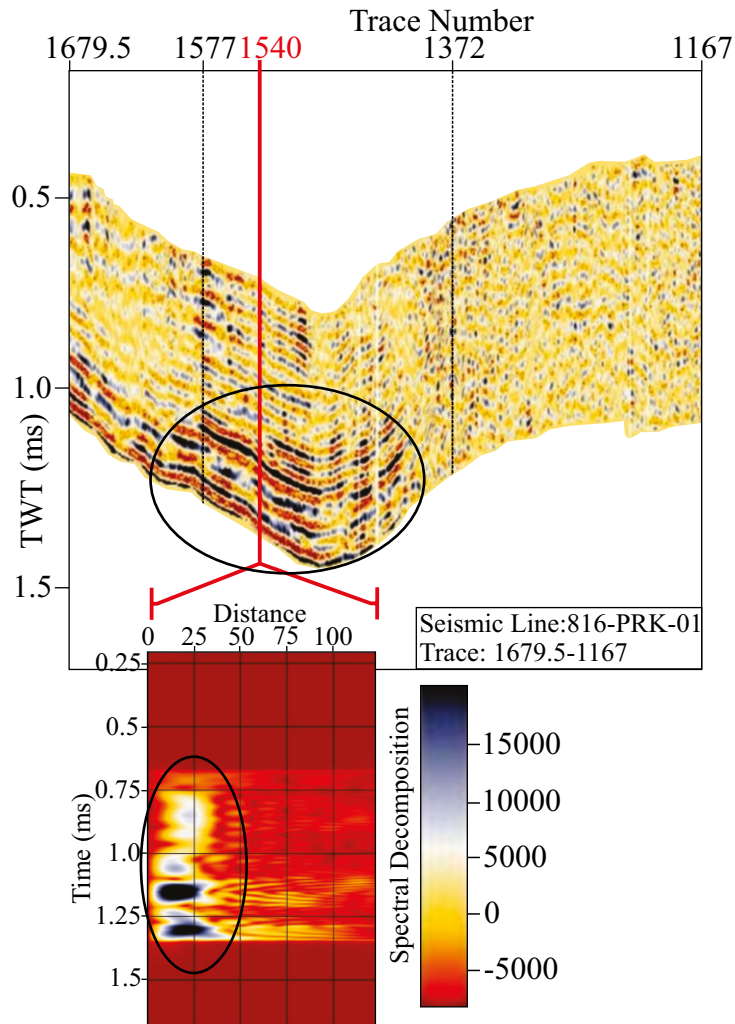 Trace Number
1679.5 1577 1540 1372 1167
0.5
1.0
1.5
TWT (ms)
Seismic Line:816-PRK-01
Trace: 1679.5-1167
Distance
0 25 50 75 100
0.25
0.5
0.75
1.0
1.25
1.5
Time (ms)
Spectral Decomposition
15000
10000
5000
0
-5000